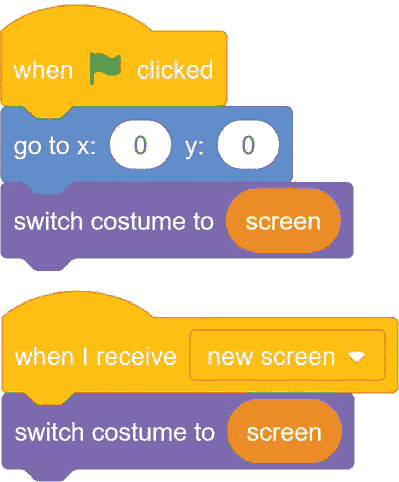 when clicked
go to x: 0 y: 0
switch costume to screen
when I receive new screen
switch costume to screen